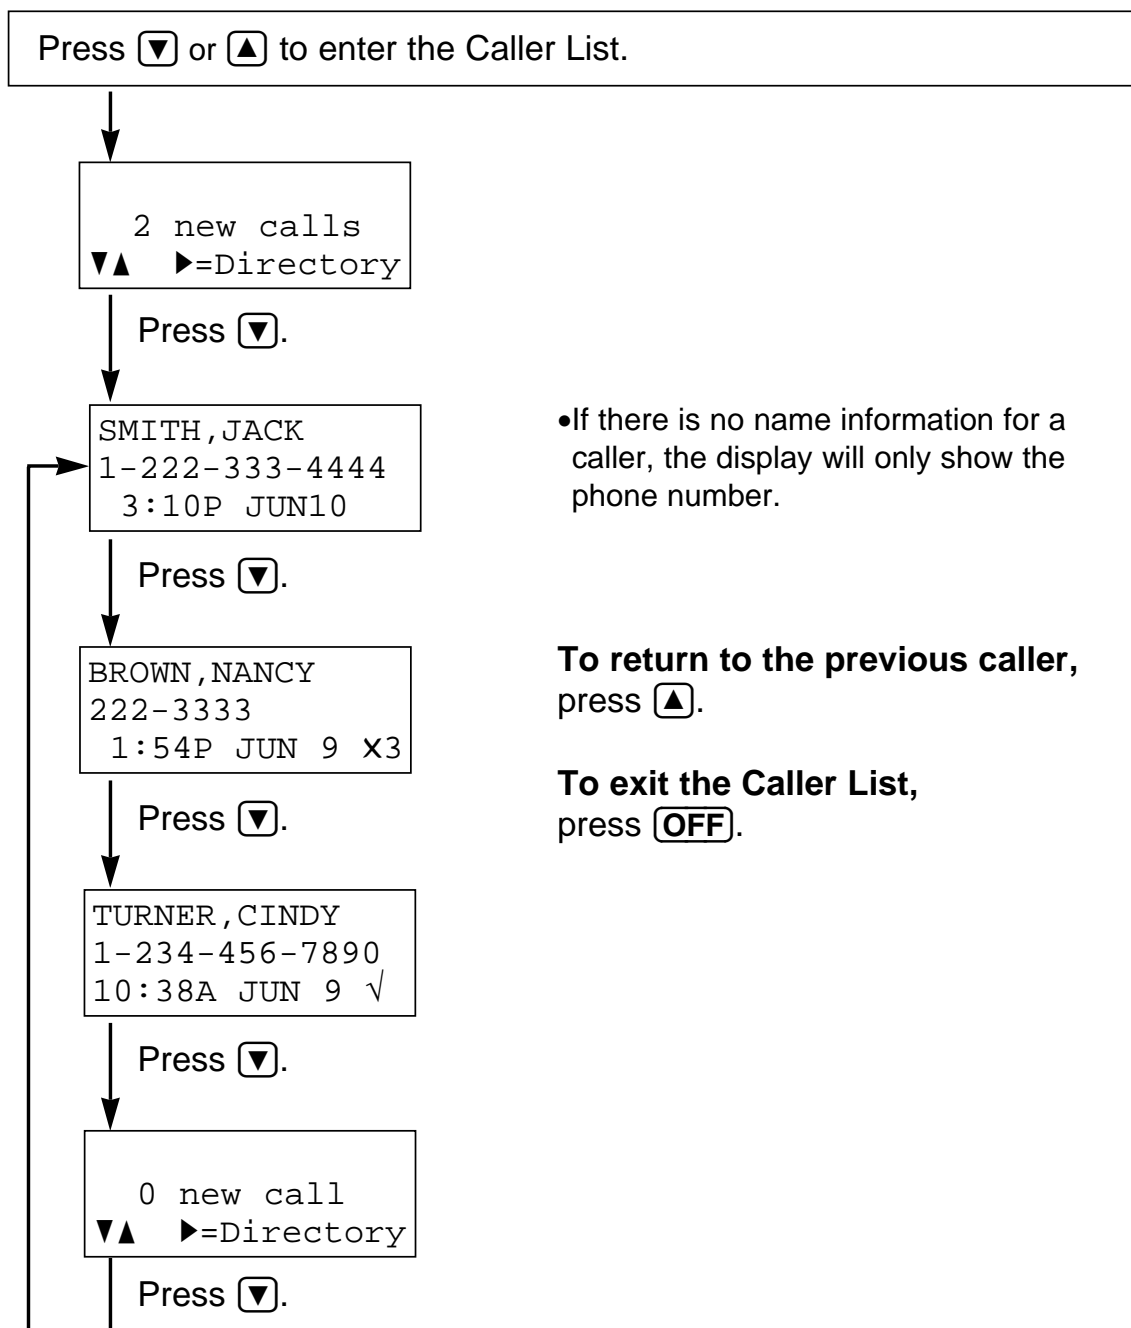 Press ▼ or ▲ to enter the Caller List.
2 new calls
▼▲ ▶=Directory
Press ▼.
SMITH,JACK
1-222-333-4444
3:10P JUN10
•If there is no name information for a
caller, the display will only show the
phone number.
Press ▼.
BROWN,NANCY
222-3333
1:54P JUN 9 ×3
To return to the previous caller,
press ▲.
To exit the Caller List,
press OFF.
Press ▼.
TURNER,CINDY
1-234-456-7890
10:38A JUN 9 √
Press ▼.
0 new call
▼▲ ▶=Directory
Press ▼.